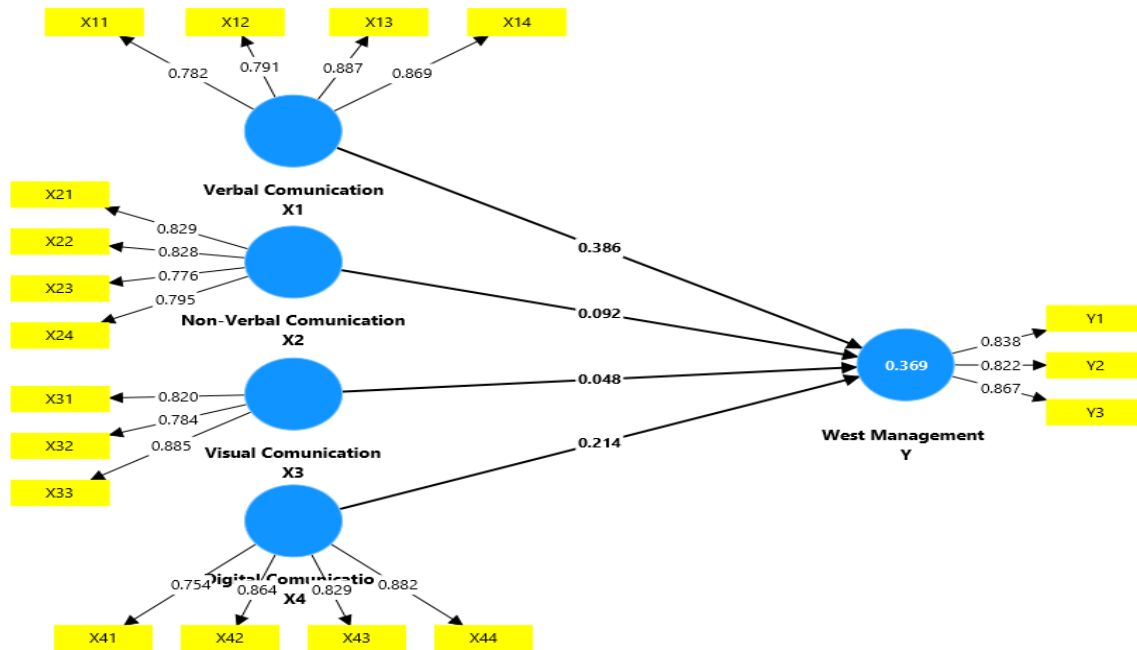 X11 X12 X13 X14
0.782 0.791 0.887 0.869
Verbal Comunication
X1
X21
X22
X23
X24
0.829
0.828
0.776
0.795
Non-Verbal Comunication
X2
X31
X32
X33
0.820
0.784
0.885
Visual Comunication
X3
0.754 0.864 0.829 0.882
Digital Comunicatio
X4
X41 X42 X43 X44
0.386
0.092
0.048
0.214
0.369
West Management
Y
0.838
0.822
0.867
Y1
Y2
Y3